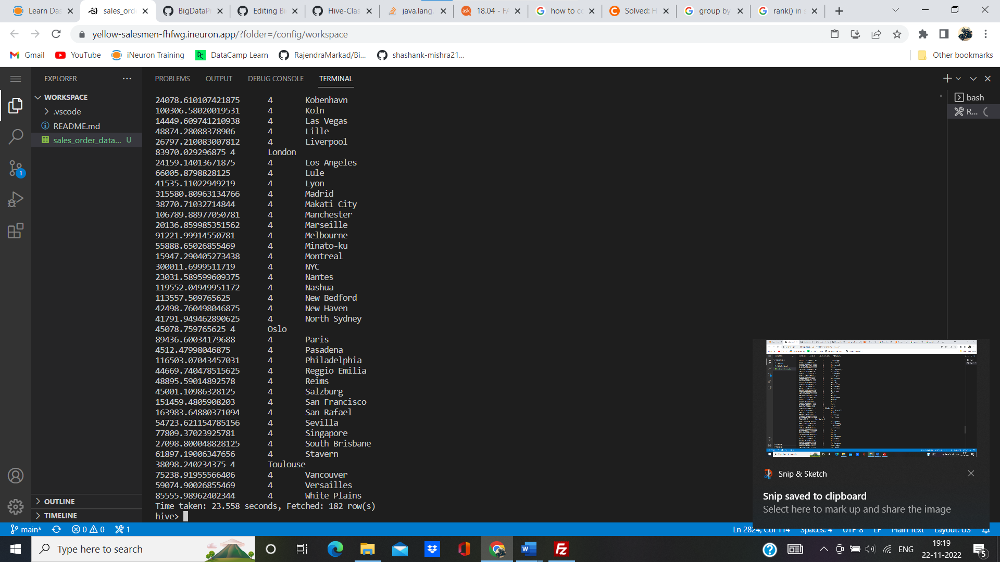 Learn Das
sales_ord
BigDataPr
Editing Bi
Hive-Clas
java.lang.
18.04 - FA
how to co
Solved: H
group by
rank() in s
yellow-salesmen-fhfwg.ineuron.app/?folder=/config/workspace
Gmail
YouTube
iNeuron Training
DataCamp Learn
RajendraMarkad/Bi...
shashank-mishra21...
Other bookmarks
EXPLORER
WORKSPACE
.vscode
README.md
sales_order_data... U
1
OUTLINE
TIMELINE
PROBLEMS OUTPUT DEBUG CONSOLE TERMINAL
bash
R...
24078.610107421875 4 Kobenhavn
100306.58020019531 4 Koln
14449.609741210938 4 Las Vegas
48874.28088378906 4 Lille
26797.210083007812 4 Liverpool
83970.029296875 4 London
24159.14013671875 4 Los Angeles
66005.8798828125 4 Lule
41535.11022949219 4 Lyon
315580.80963134766 4 Madrid
38770.71032714844 4 Makati City
106789.88977050781 4 Manchester
20136.859985351562 4 Marseille
91221.99914550781 4 Melbourne
55888.65026855469 4 Minato-ku
15947.290405273438 4 Montreal
300011.6999511719 4 NYC
23031.589599609375 4 Nantes
119552.04949951172 4 Nashua
113557.509765625 4 New Bedford
42498.760498046875 4 New Haven
41791.949462890625 4 North Sydney
45078.759765625 4 Oslo
89436.60034179688 4 Paris
4512.47998046875 4 Pasadena
116503.07043457031 4 Philadelphia
44669.740478515625 4 Reggio Emilia
48895.59014892578 4 Reims
45001.10986328125 4 Salzburg
151459.4805908203 4 San Francisco
163983.64880371094 4 San Rafael
54723.621154785156 4 Sevilla
77809.37023925781 4 Singapore
27098.800048828125 4 South Brisbane
61897.19006347656 4 Stavern
38098.240234375 4 Toulouse
75238.91955566406 4 Vancouver
59074.90026855469 4 Versailles
85555.98962402344 4 White Plains
Time taken: 23.558 seconds, Fetched: 182 row(s)
hive>
Snip & Sketch
Snip saved to clipboard
Select here to mark up and share the image
main* 0 0 1
Ln 2824, Col 114 Spaces: 4 UTF-8 LF Plain Text Layout: US
Type here to search
ENG
19:19
22-11-2022
5